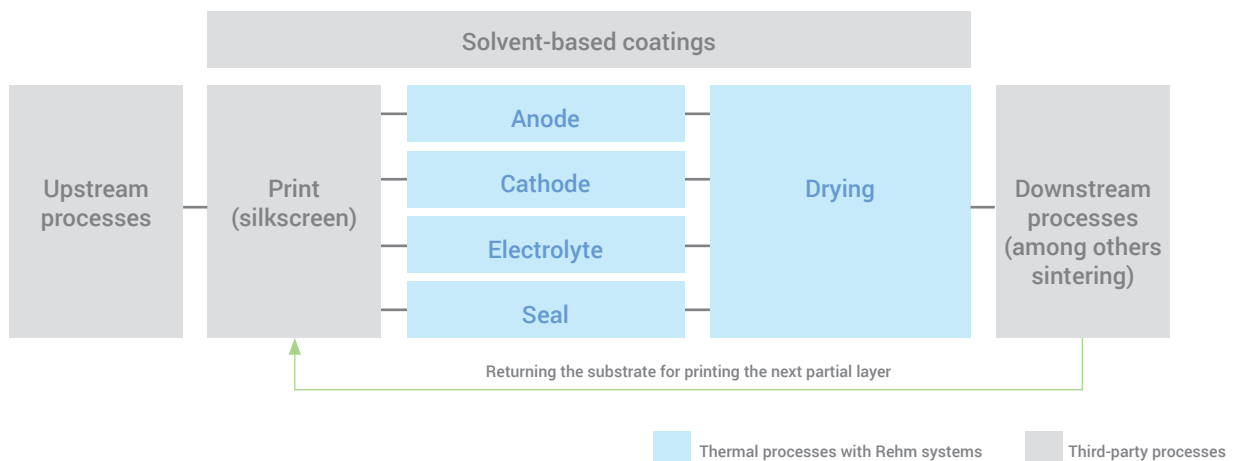 Solvent-based coatings
Upstream
processes
Print
(silkscreen)
Anode
Cathode
Electrolyte
Seal
Drying
Downstream
processes
(among others
sintering)
Returning the substrate for printing the next partial layer
Thermal processes with Rehm systems
Third-party processes